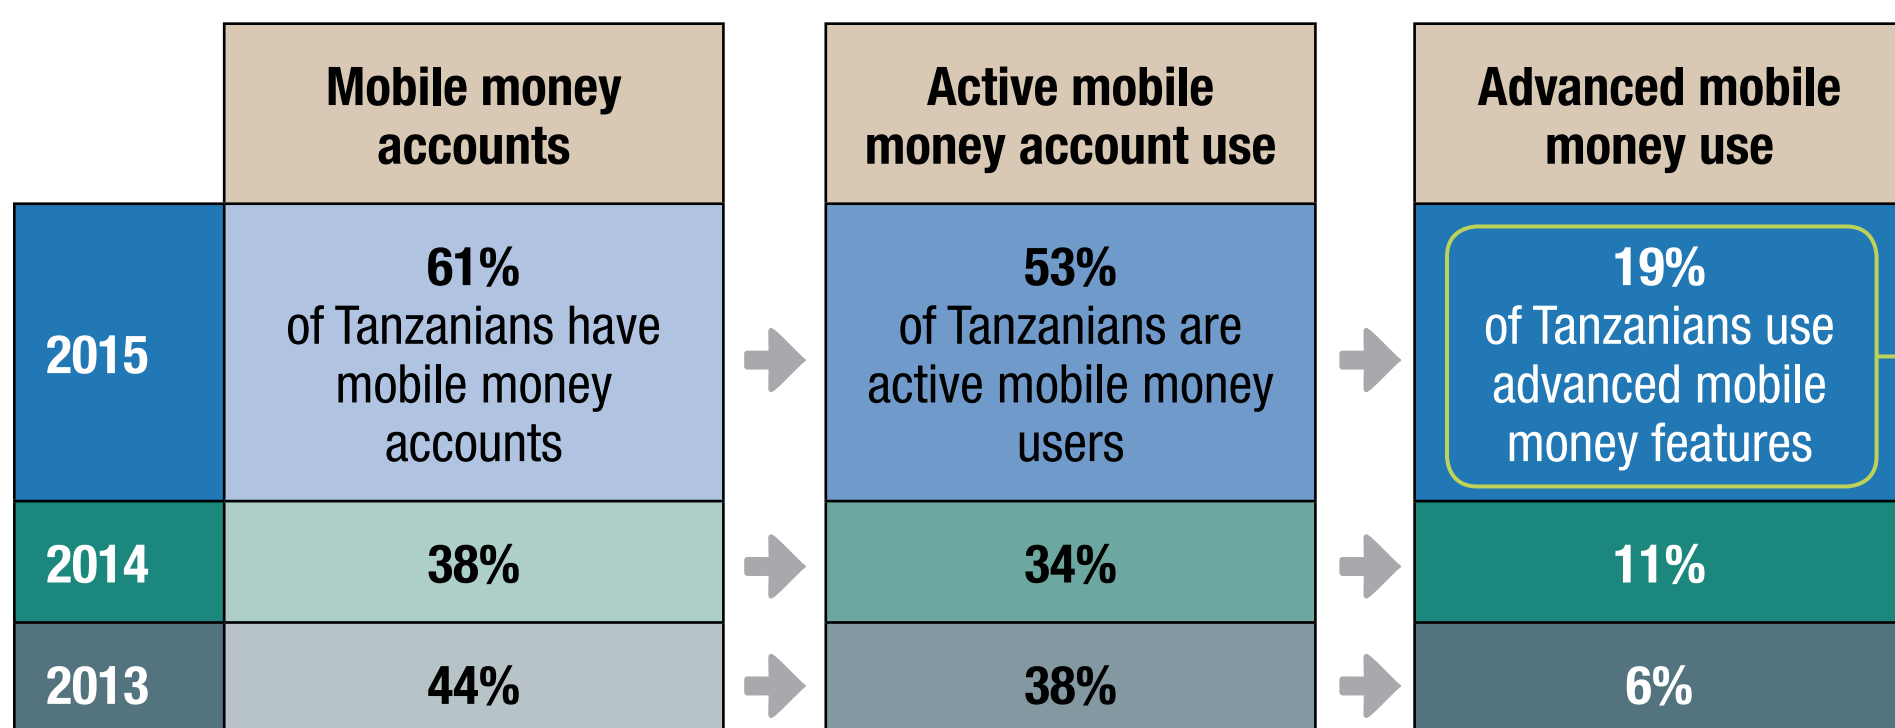 Mobile money
accounts
Active mobile
money account use
Advanced mobile
money use
2015
61%
of Tanzanians have
mobile money
accounts
53%
of Tanzanians are
active mobile money
users
19%
of Tanzanians use
advanced mobile
money features
2014
38%
34%
11%
2013
44%
38%
6%